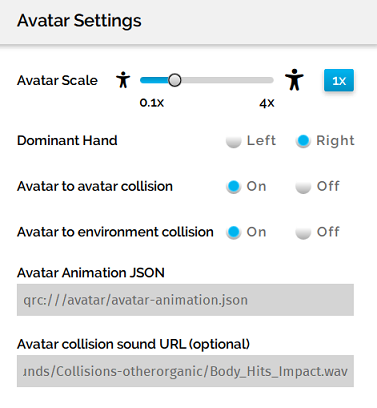 Avatar Settings
Avatar Scale 1x
0.1x 4x
Dominant Hand Left Right
Avatar to avatar collision On Off
Avatar to environment collision On Off
Avatar Animation JSON
qrc:///avatar/avatar-animation.json
Avatar collision sound URL (optional)
unds/Collisions-otherorganic/Body_Hits_Impact.wav